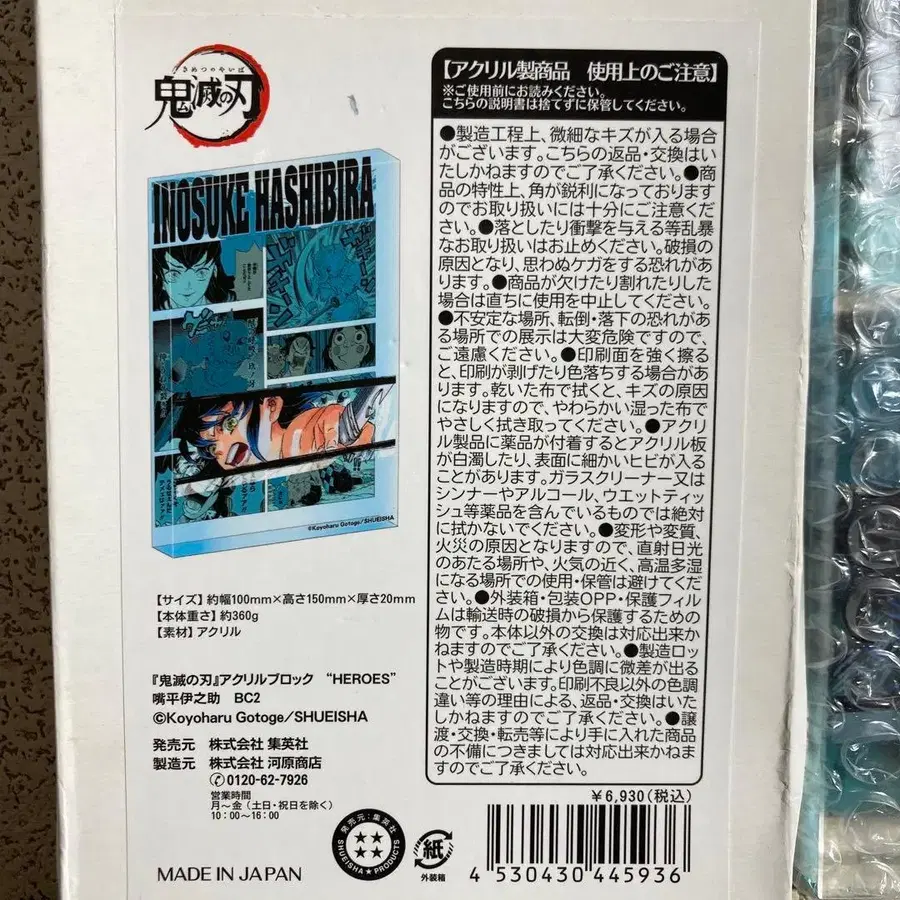 きめつのやいば
鬼滅の刃
INOSUKE HASHIBIRA
©Koyoharu Gotoge/SHUEISHA
【サイズ】約幅100mm×高さ150mm×厚さ20mm
【本体重さ】約360g
【素材】アクリル
『鬼滅の刃』アクリルブロック “HEROES”
嘴平伊之助 BC2
©Koyoharu Gotoge/SHUEISHA
発売元 株式会社 集英社
製造元 株式会社 河原商店
0120-62-7926
営業時間
月～金（土日・祝日を除く）
10：00～16：00
MADE IN JAPAN
【アクリル製商品 使用上のご注意】
※ご使用前にお読みください。
こちらの説明書は捨てずに保管してください。
●製造工程上、微細なキズが入る場合
がございます。こちらの返品・交換はい
たしかねますのでご了承ください。●商
品の特性上、角が鋭利になっております
のでお取り扱いには十分にご注意くだ
さい。●落としたり衝撃を与える等乱暴
なお取り扱いはお止めください。破損の
原因となり、思わぬケガをする恐れがあ
ります。●商品が欠けたり割れたりした
場合は直ちに使用を中止してください。
●不安定な場所、転倒・落下の恐れがあ
る場所での展示は大変危険ですので、
ご遠慮ください。●印刷面を強く擦る
と、印刷が剥げたり色落ちする場合があ
ります。乾いた布で拭くと、キズの原因
になりますので、やわらかい湿った布で
やさしく拭き取ってください。●アクリ
ル製品に薬品が付着するとアクリル板
が白濁したり、表面に細かいヒビが入る
ことがあります。ガラスクリーナー又は
シンナーやアルコール、ウエットティッ
シュ等薬品を含んでいるものでは絶対
に拭かないでください。●変形や変質、
火災の原因となりますので、直射日光
のあたる場所や、火気の近く、高温多湿
になる場所での使用・保管は避けてくだ
さい。●外装箱・包装OPP・保護フィル
ムは輸送時の破損から保護するための
物です。本体以外の交換は対応出来か
ねますのでご了承ください。●製造ロッ
トや製造時期により色調に微差が出る
ことがございます。印刷不良以外の色調
違い等の理由による、返品・交換はいた
しかねますのでご了承ください。●譲
渡・交換・転売等により手に入れた商品
の不備につきましては対応出来かねま
すのでご了承ください。
￥6,930（税込）
発売元：集英社
SHUEISHA PRODUCTS
紙
外装箱
4 530430 445936